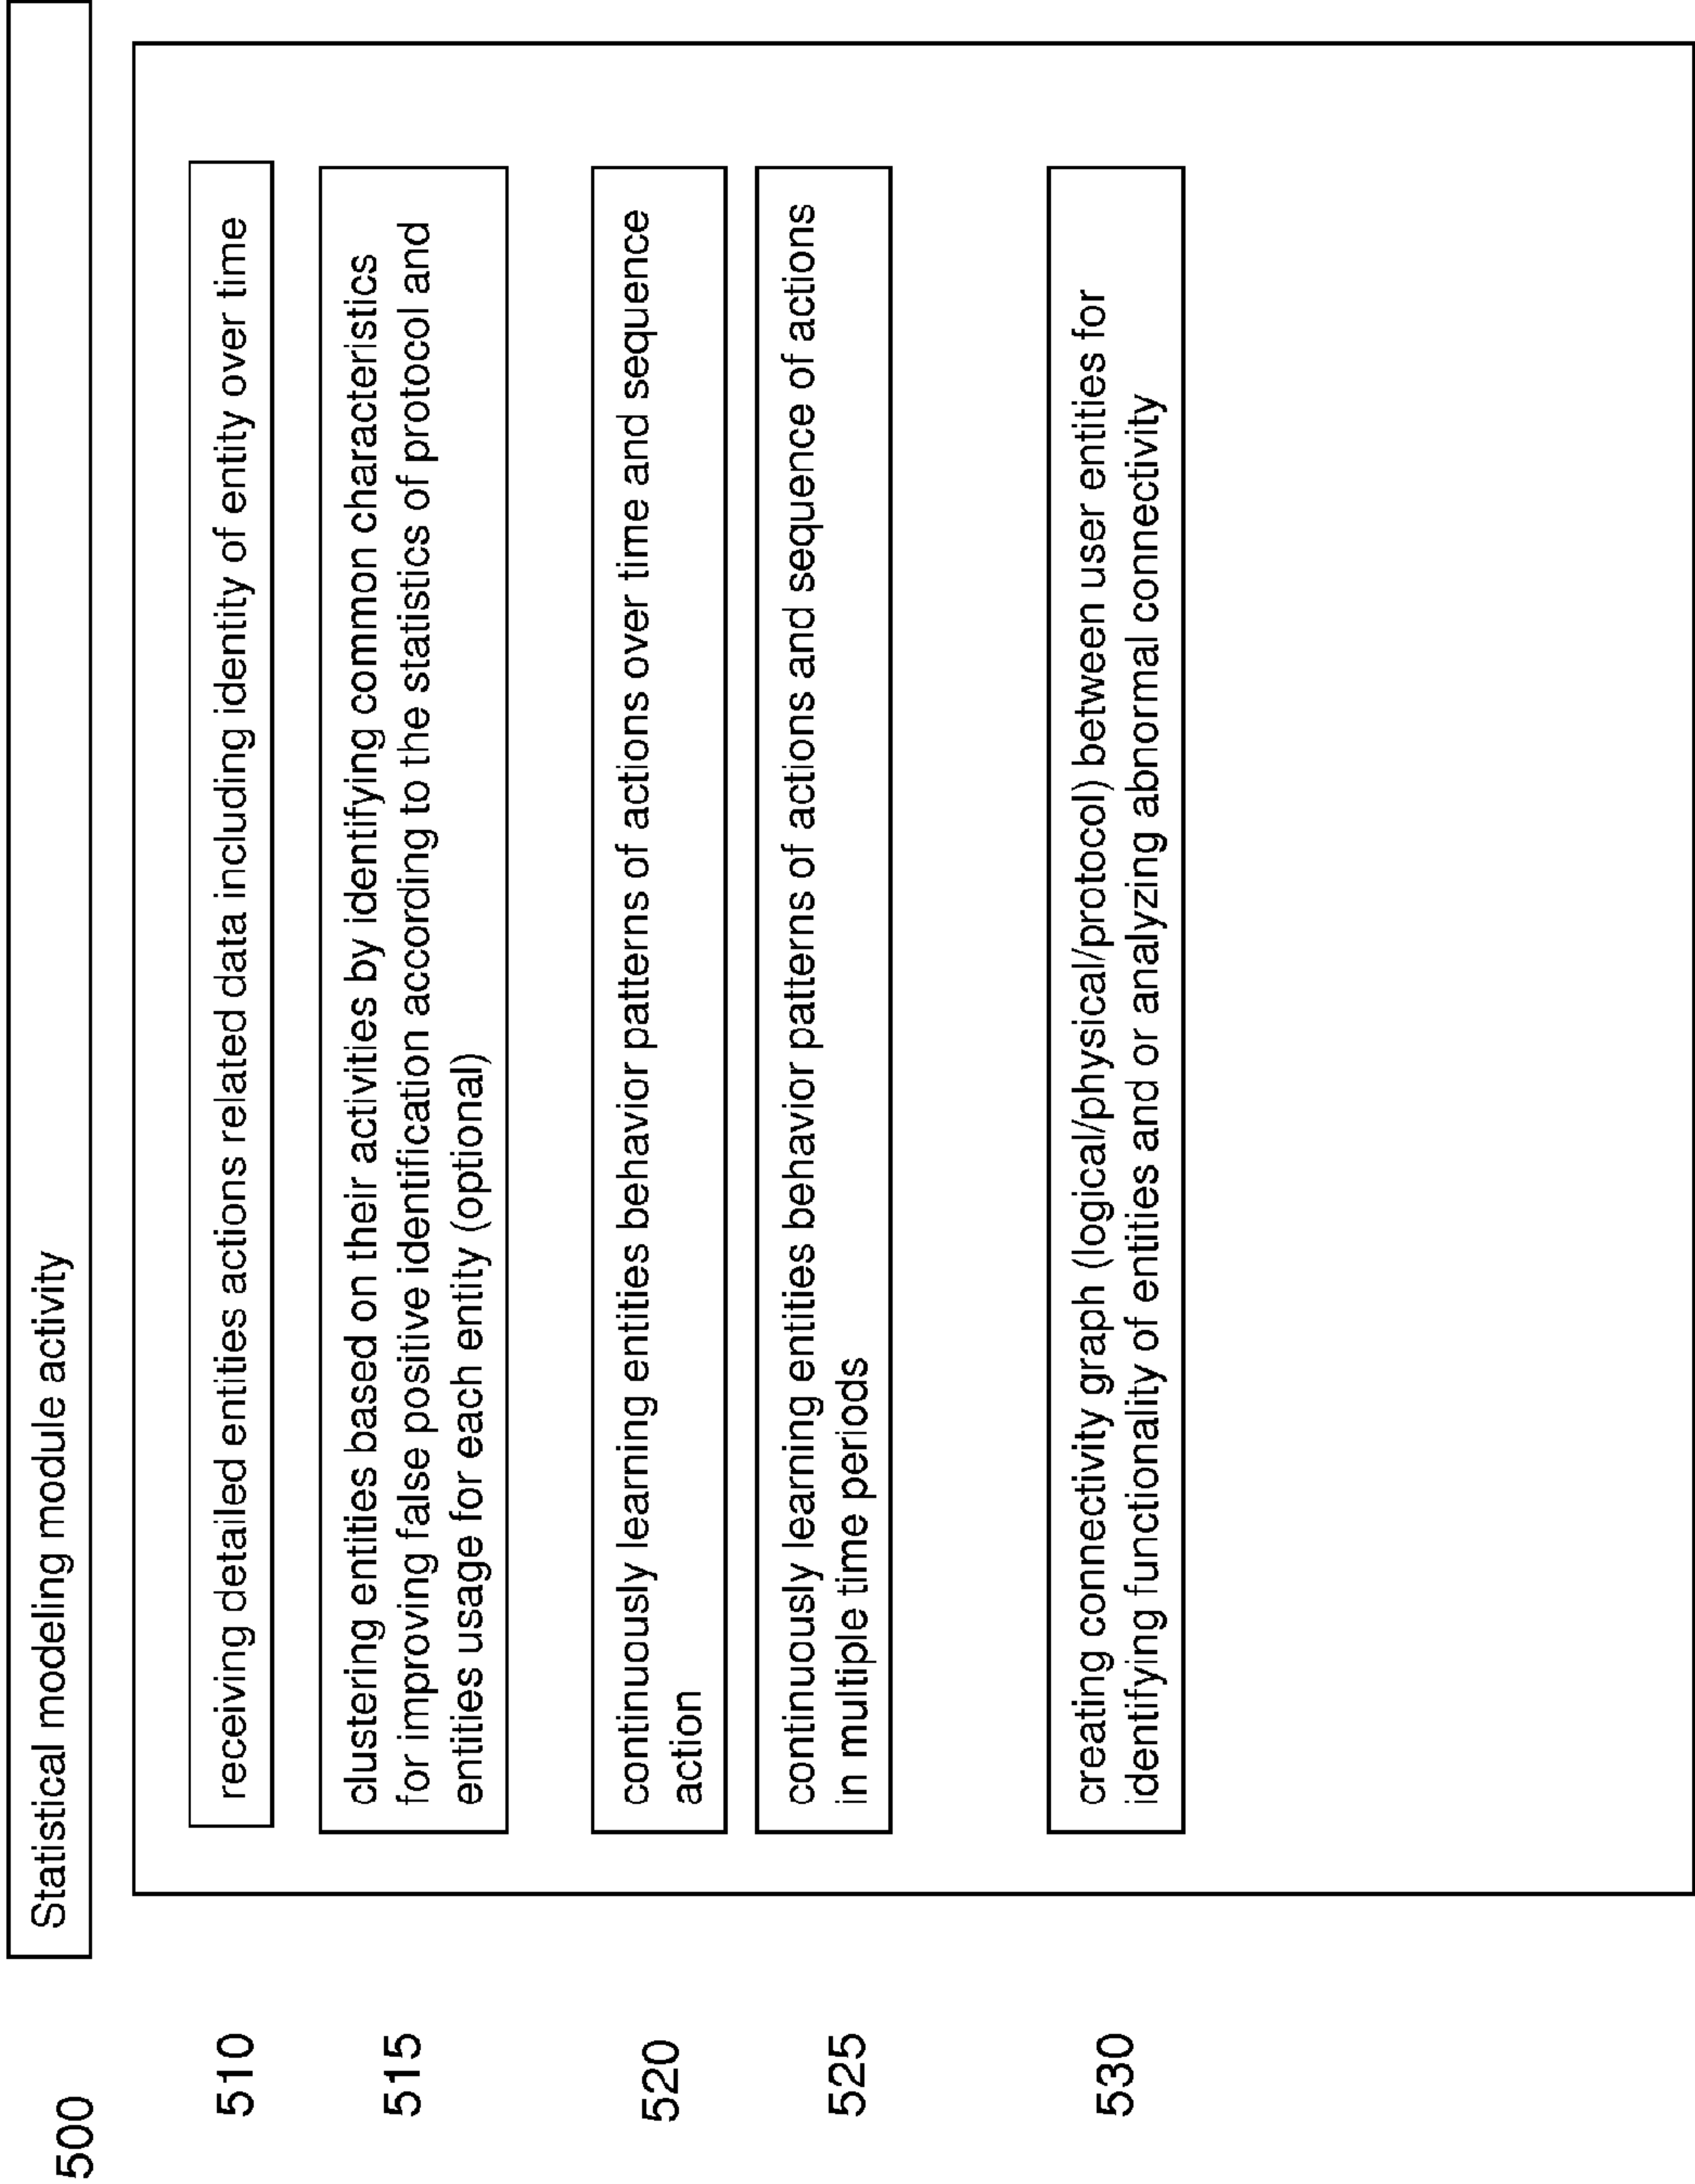 500
Statistical modeling module activity
510
receiving detailed entities actions related data including identity of entity over time
515
clustering entities based on their activities by identifying common characteristics
for improving false positive identification according to the statistics of protocol and
entities usage for each entity (optional)
520
continuously learning entities behavior patterns of actions over time and sequence
action
525
continuously learning entities behavior patterns of actions and sequence of actions
in multiple time periods
530
creating connectivity graph (logical/physical/protocol) between user entities for
identifying functionality of entities and or analyzing abnormal connectivity